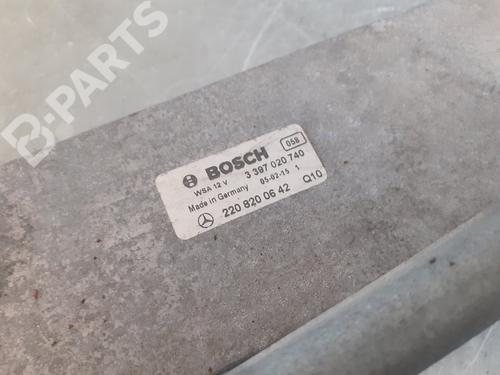 B-PARTS
BOSCH 058
WSA 12 V 3 397 020 740
Made in Germany 05-02-15 1
220 820 06 42 Q10